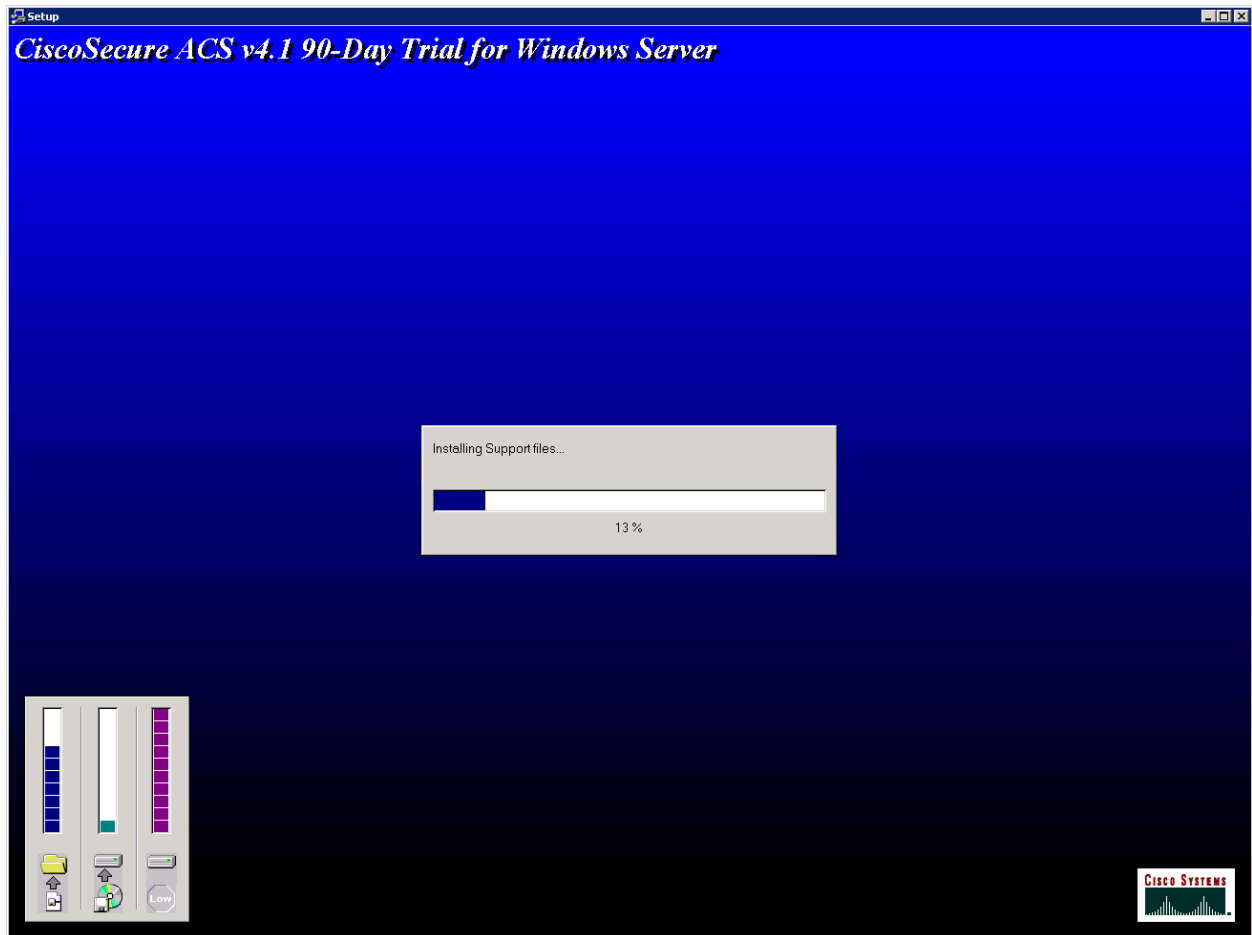 Setup
CiscoSecure ACS v4.1 90-Day Trial for Windows Server
Installing Support files...
13 %
Low
CISCO SYSTEMS